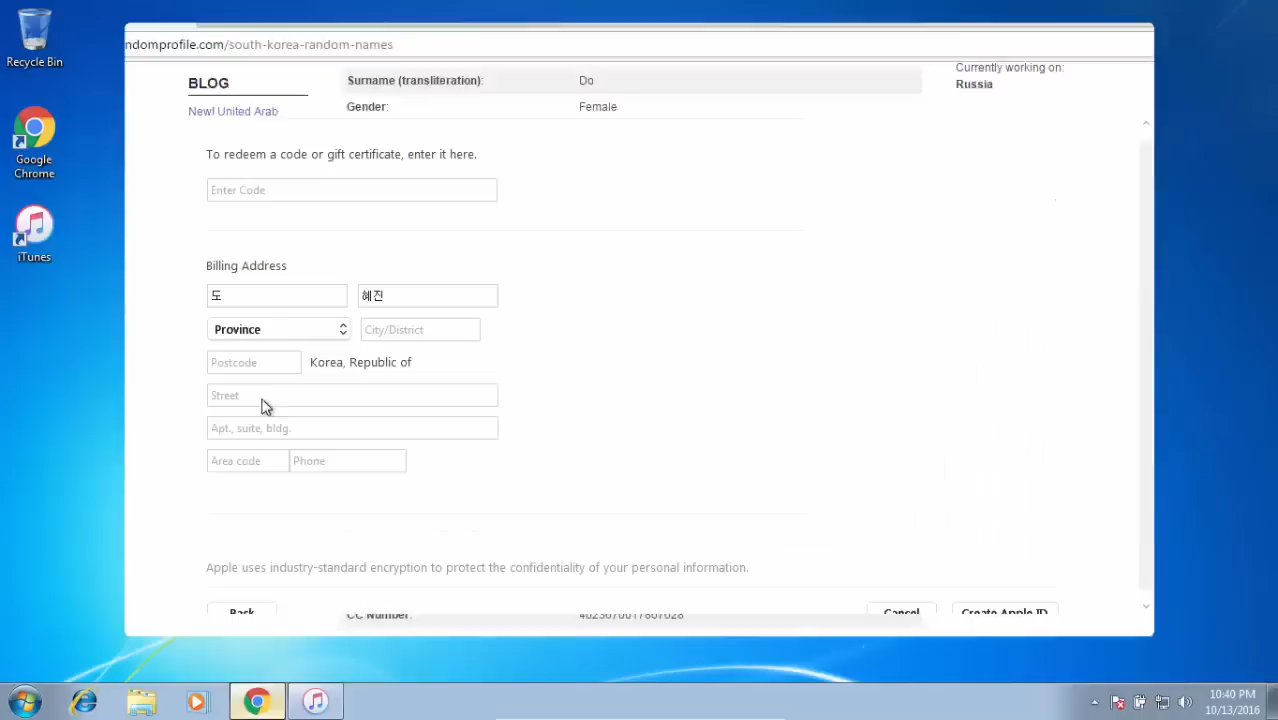 Recycle Bin
Google
Chrome
iTunes
ndomprofile.com/south-korea-random-names
BLOG
New! United Arab
Surname (transliteration): Do
Gender: Female
Currently working on:
Russia
To redeem a code or gift certificate, enter it here.
Enter Code
Billing Address
도 혜진
Province City/District
Postcode Korea, Republic of
Street
Apt., suite, bldg.
Area code Phone
Apple uses industry-standard encryption to protect the confidentiality of your personal information.
Back Cancel Create Apple ID
CC Number:
10:40 PM
10/13/2016